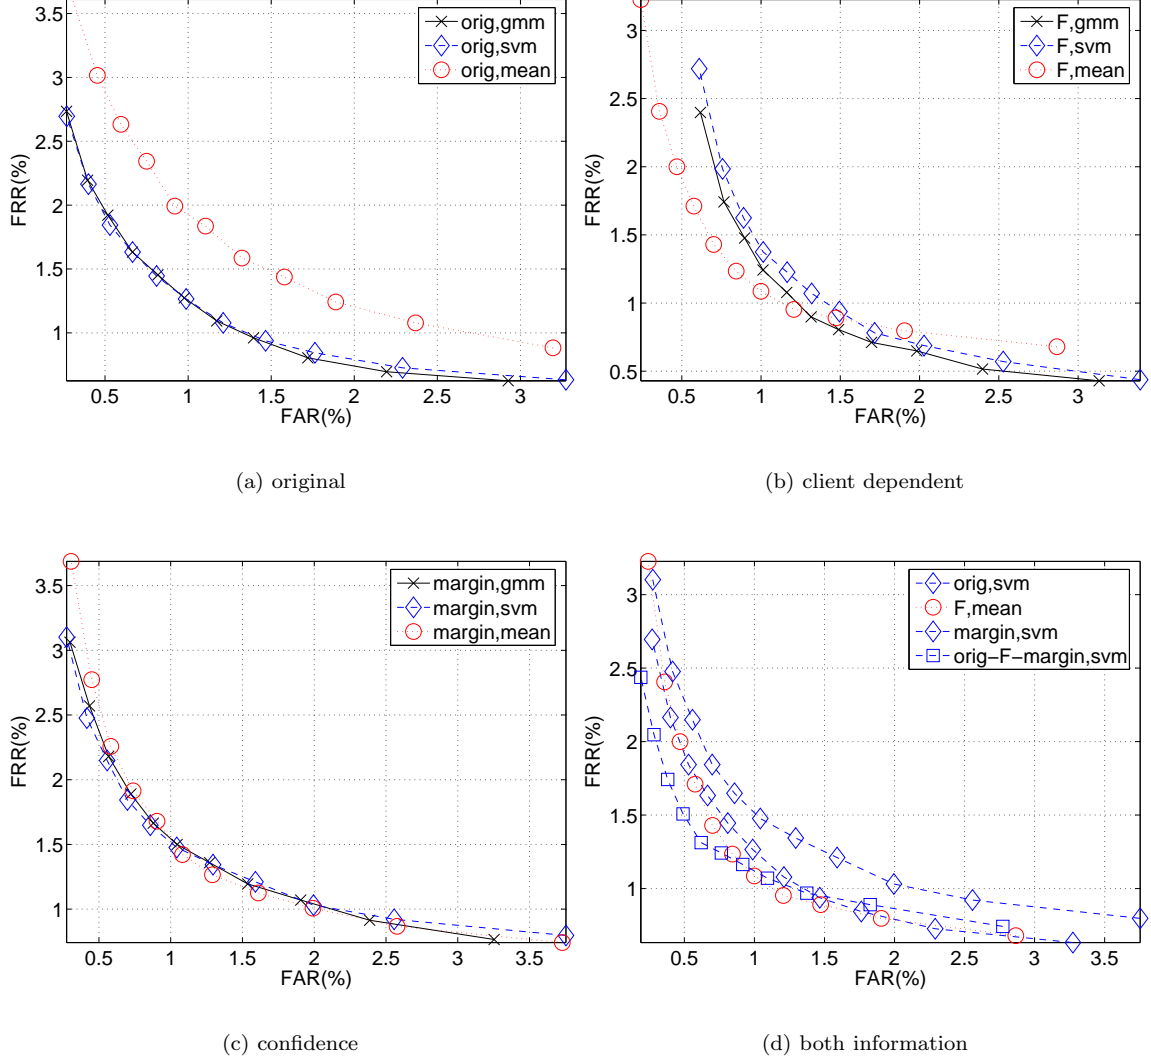 3.5
3
2.5
2
1.5
1
FRR(%)
0.5 1 1.5 2 2.5 3
FAR(%)
orig,gmm
orig,svm
orig,mean
(a) original
3
2.5
2
1.5
1
0.5
FRR(%)
0.5 1 1.5 2 2.5 3
FAR(%)
F,gmm
F,svm
F,mean
(b) client dependent
3.5
3
2.5
2
1.5
1
FRR(%)
0.5 1 1.5 2 2.5 3 3.5
FAR(%)
margin,gmm
margin,svm
margin,mean
(c) confidence
3
2.5
2
1.5
1
FRR(%)
0.5 1 1.5 2 2.5 3 3.5
FAR(%)
orig,svm
F,mean
margin,svm
orig−F−margin,svm
(d) both information